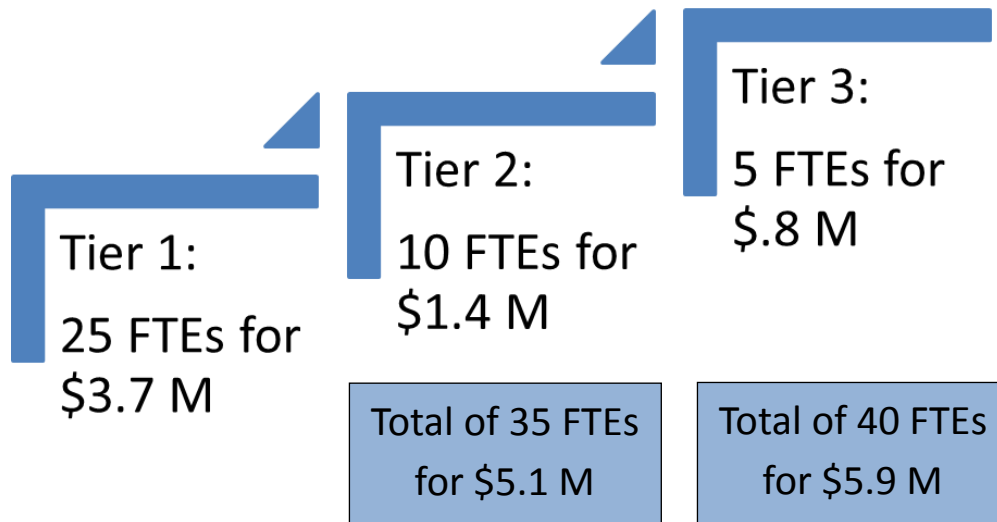 Tier 1:
25 FTEs for
$3.7 M
Tier 2:
10 FTEs for
$1.4 M
Total of 35 FTEs
for $5.1 M
Tier 3:
5 FTEs for
$.8 M
Total of 40 FTEs
for $5.9 M